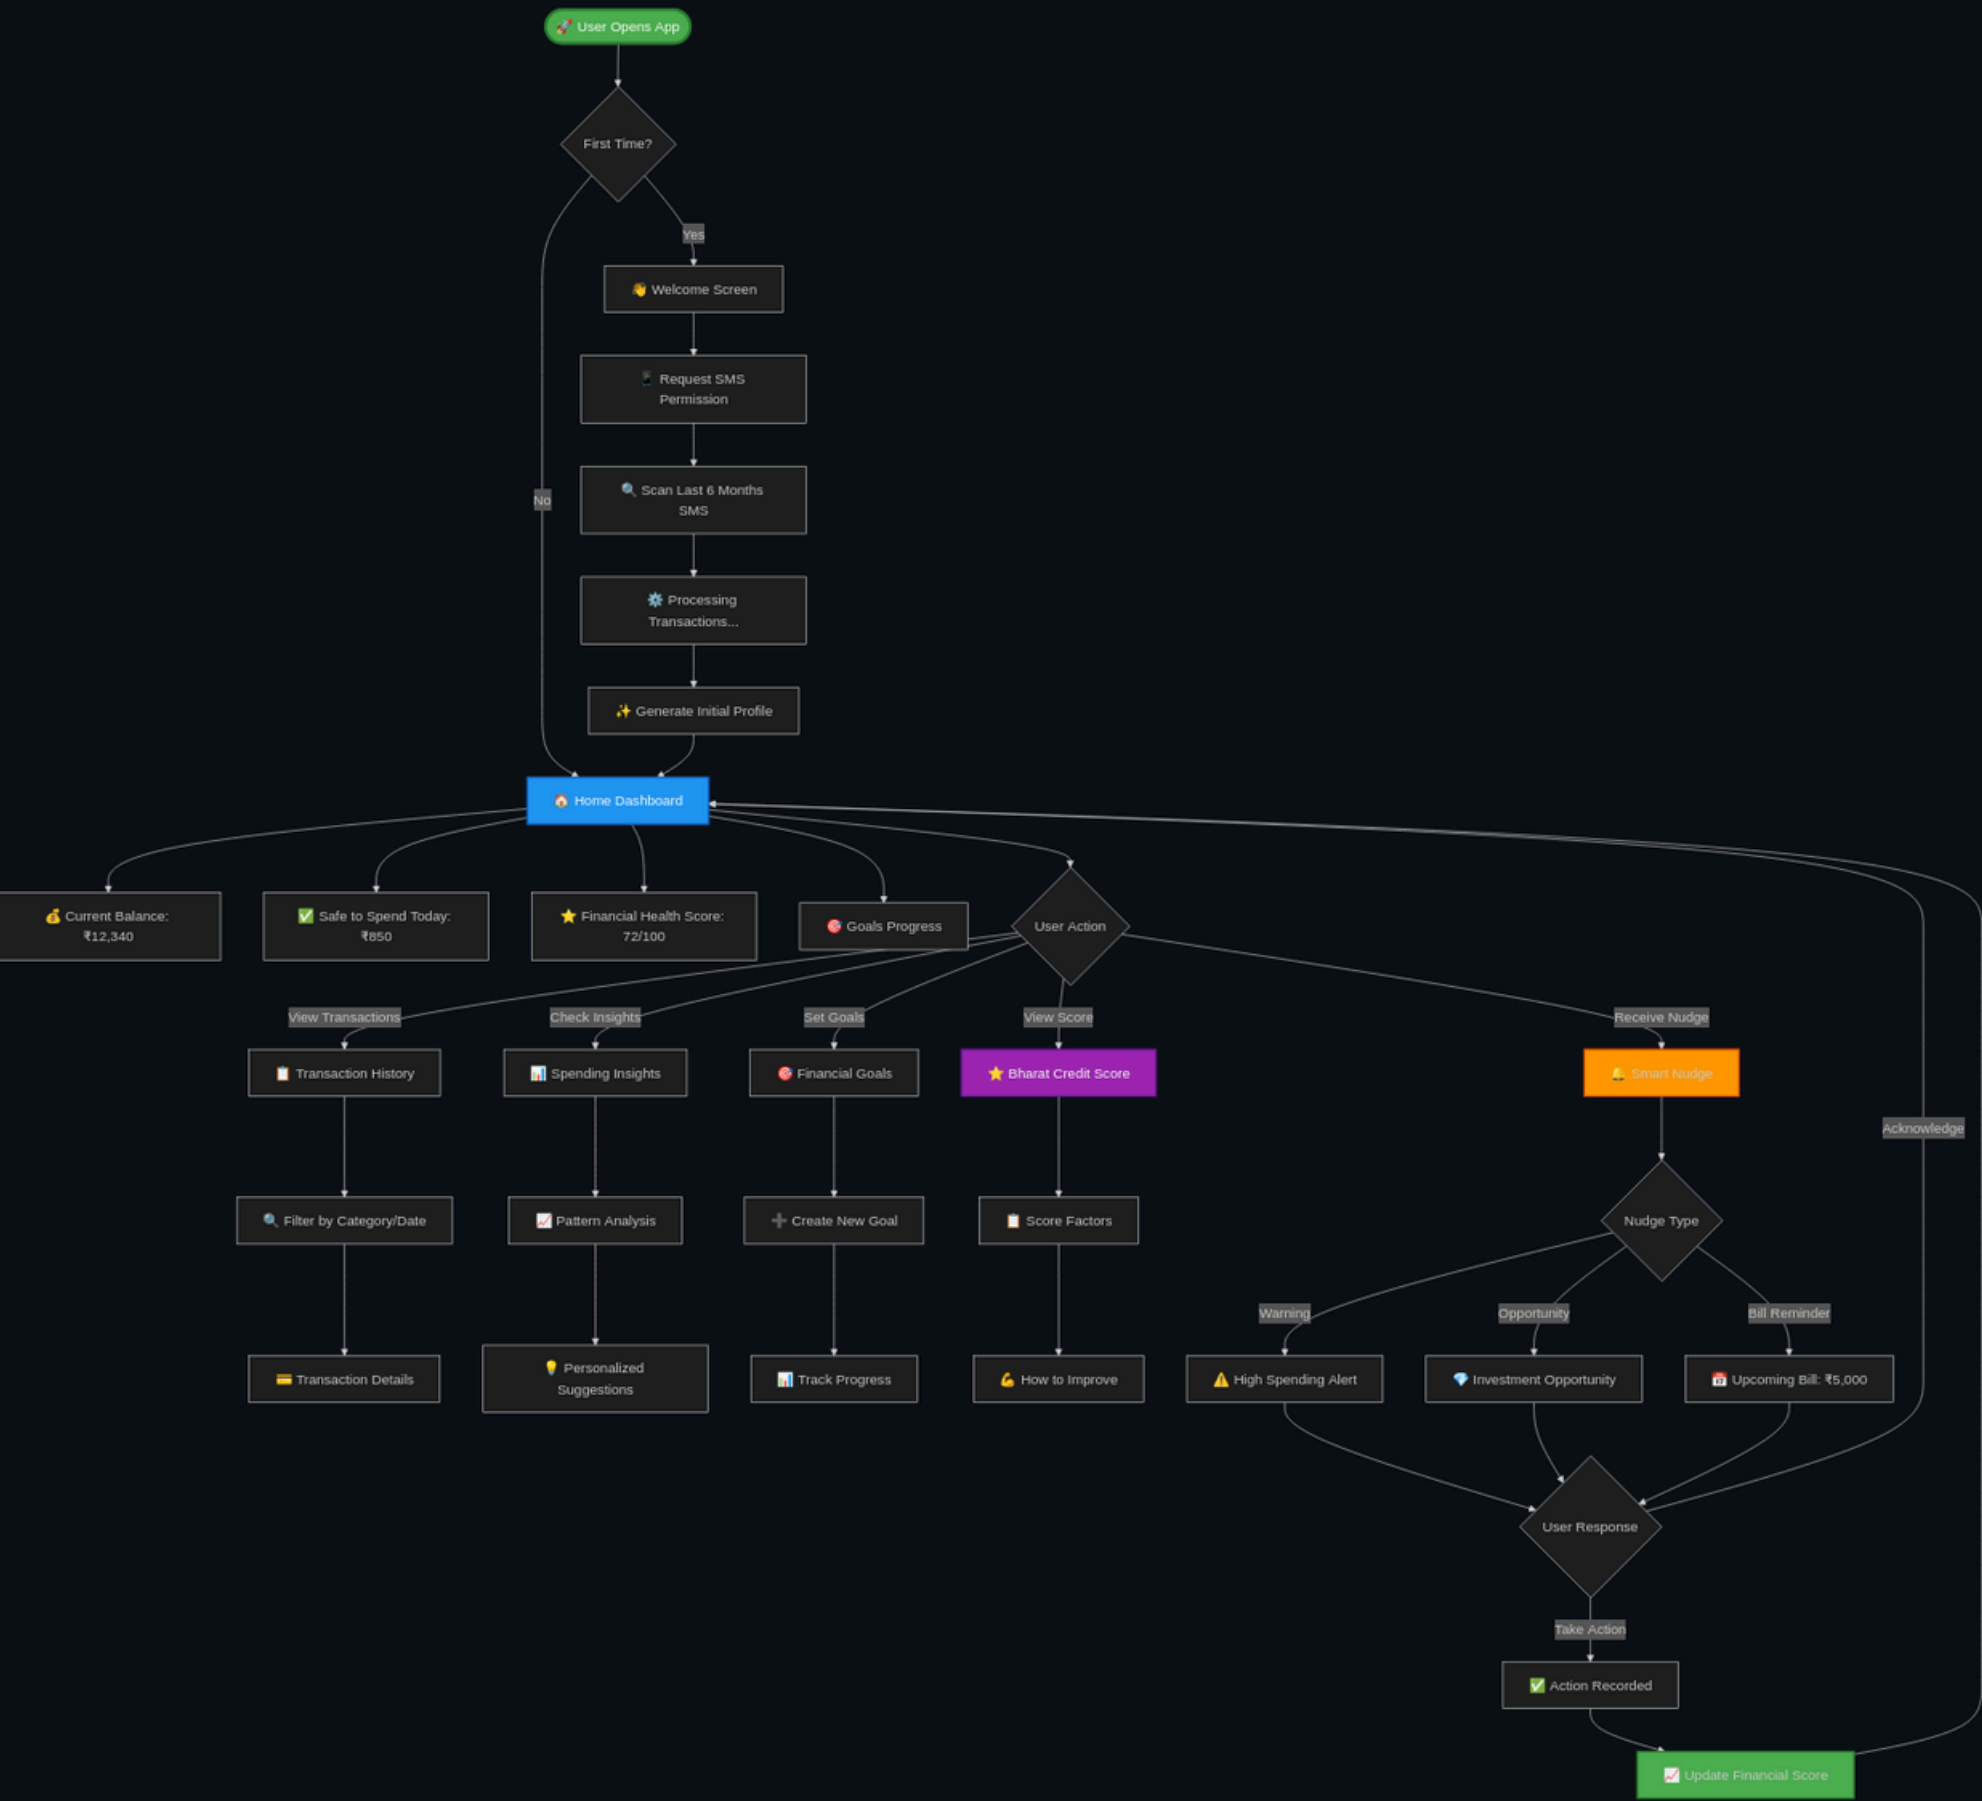 🚀 User Opens App
First Time?
Yes
👋 Welcome Screen
📱 Request SMS
Permission
🔍 Scan Last 6 Months
SMS
No
⚙️ Processing
Transactions...
✨ Generate Initial Profile
🏠 Home Dashboard
💰 Current Balance:
₹12,340
✅ Safe to Spend Today:
₹850
⭐ Financial Health Score:
72/100
🎯 Goals Progress
User Action
View Transactions
Check Insights
Set Goals
View Score
Receive Nudge
📋 Transaction History
📊 Spending Insights
🎯 Financial Goals
⭐ Bharat Credit Score
🔔 Smart Nudge
Acknowledge
🔍 Filter by Category/Date
📈 Pattern Analysis
➕ Create New Goal
📋 Score Factors
Nudge Type
Warning
Opportunity
Bill Reminder
💳 Transaction Details
💡 Personalized
Suggestions
📊 Track Progress
💪 How to Improve
⚠️ High Spending Alert
💎 Investment Opportunity
📅 Upcoming Bill: ₹5,000
User Response
Take Action
✅ Action Recorded
📈 Update Financial Score